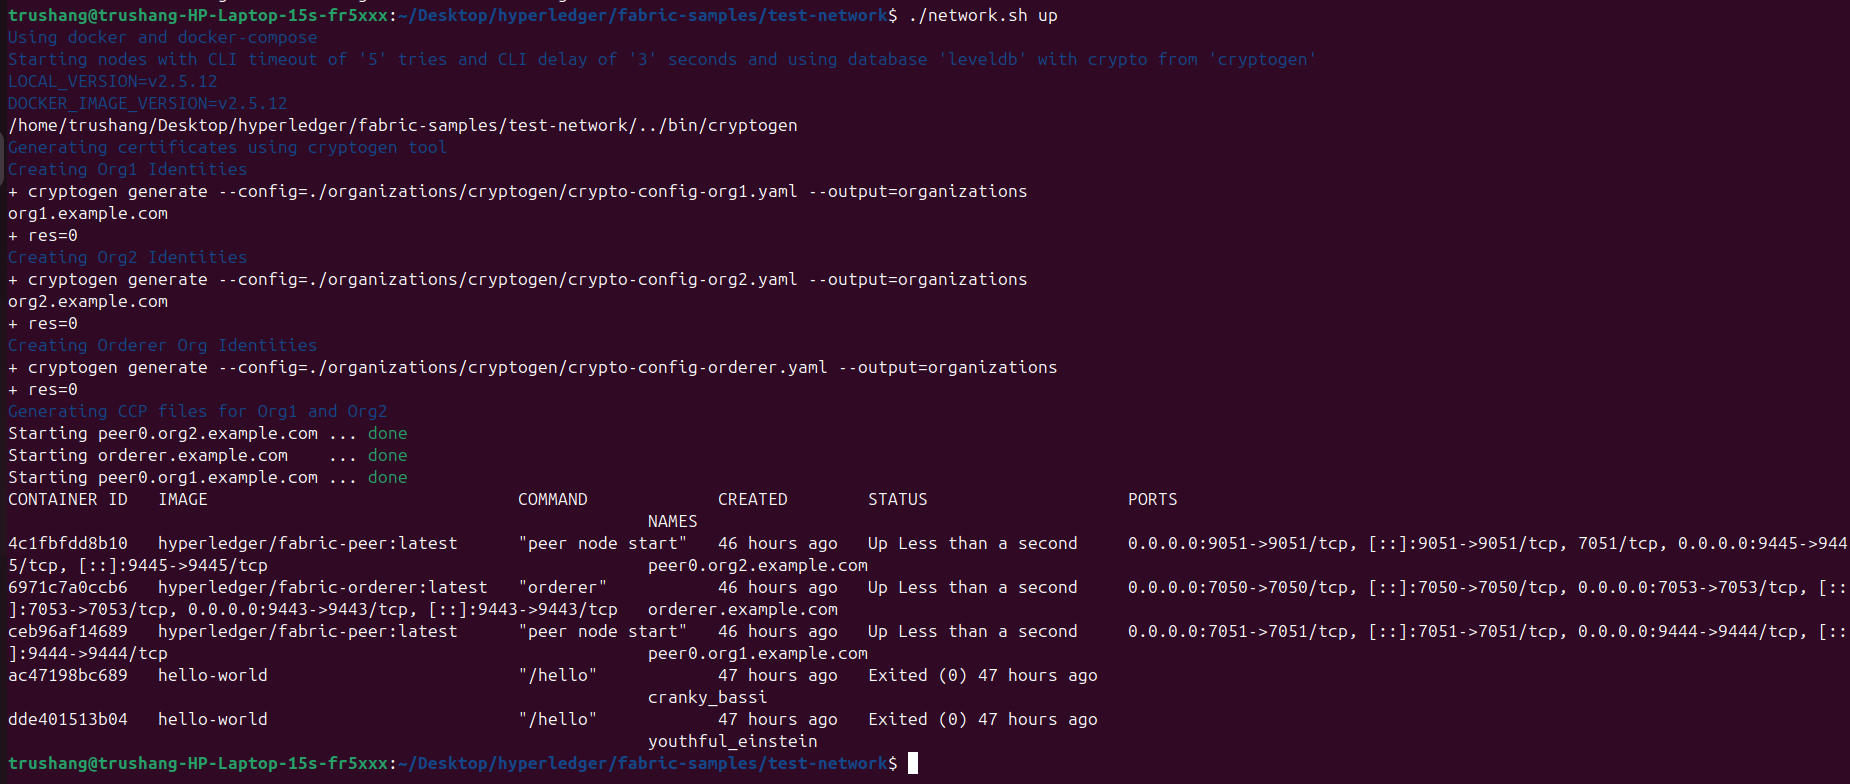 trushang@trushang-HP-Laptop-15s-fr5xxx:~/Desktop/hyperledger/fabric-samples/test-network$ ./network.sh up
Using docker and docker-compose
Starting nodes with CLI timeout of '5' tries and CLI delay of '3' seconds and using database 'leveldb' with crypto from 'cryptogen'
LOCAL_VERSION=v2.5.12
DOCKER_IMAGE_VERSION=v2.5.12
/home/trushang/Desktop/hyperledger/fabric-samples/test-network/../bin/cryptogen
Generating certificates using cryptogen tool
Creating Org1 Identities
+ cryptogen generate --config=./organizations/cryptogen/crypto-config-org1.yaml --output=organizations
org1.example.com
+ res=0
Creating Org2 Identities
+ cryptogen generate --config=./organizations/cryptogen/crypto-config-org2.yaml --output=organizations
org2.example.com
+ res=0
Creating Orderer Org Identities
+ cryptogen generate --config=./organizations/cryptogen/crypto-config-orderer.yaml --output=organizations
+ res=0
Generating CCP files for Org1 and Org2
Starting peer0.org2.example.com ... done
Starting orderer.example.com    ... done
Starting peer0.org1.example.com ... done
CONTAINER ID   IMAGE                               COMMAND             CREATED        STATUS                    PORTS
                                                                NAMES
4c1fbfdd8b10   hyperledger/fabric-peer:latest      "peer node start"   46 hours ago   Up Less than a second     0.0.0.0:9051->9051/tcp, [::]:9051->9051/tcp, 7051/tcp, 0.0.0.0:9445->944
5/tcp, [::]:9445->9445/tcp                                      peer0.org2.example.com
6971c7a0ccb6   hyperledger/fabric-orderer:latest   "orderer"           46 hours ago   Up Less than a second     0.0.0.0:7050->7050/tcp, [::]:7050->7050/tcp, 0.0.0.0:7053->7053/tcp, [::
]:7053->7053/tcp, 0.0.0.0:9443->9443/tcp, [::]:9443->9443/tcp   orderer.example.com
ceb96af14689   hyperledger/fabric-peer:latest      "peer node start"   46 hours ago   Up Less than a second     0.0.0.0:7051->7051/tcp, [::]:7051->7051/tcp, 0.0.0.0:9444->9444/tcp, [::
]:9444->9444/tcp                                                peer0.org1.example.com
ac47198bc689   hello-world                         "/hello"            47 hours ago   Exited (0) 47 hours ago
                                                                cranky_bassi
dde401513b04   hello-world                         "/hello"            47 hours ago   Exited (0) 47 hours ago
                                                                youthful_einstein
trushang@trushang-HP-Laptop-15s-fr5xxx:~/Desktop/hyperledger/fabric-samples/test-network$